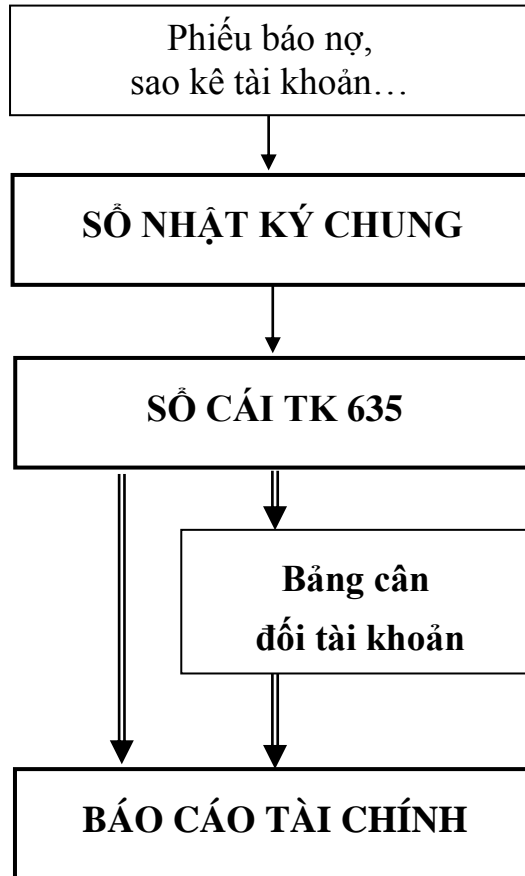 Phiếu báo nợ,
sao kê tài khoản…
SỔ NHẬT KÝ CHUNG
SỔ CÁI TK 635
Bảng cân
đối tài khoản
BÁO CÁO TÀI CHÍNH